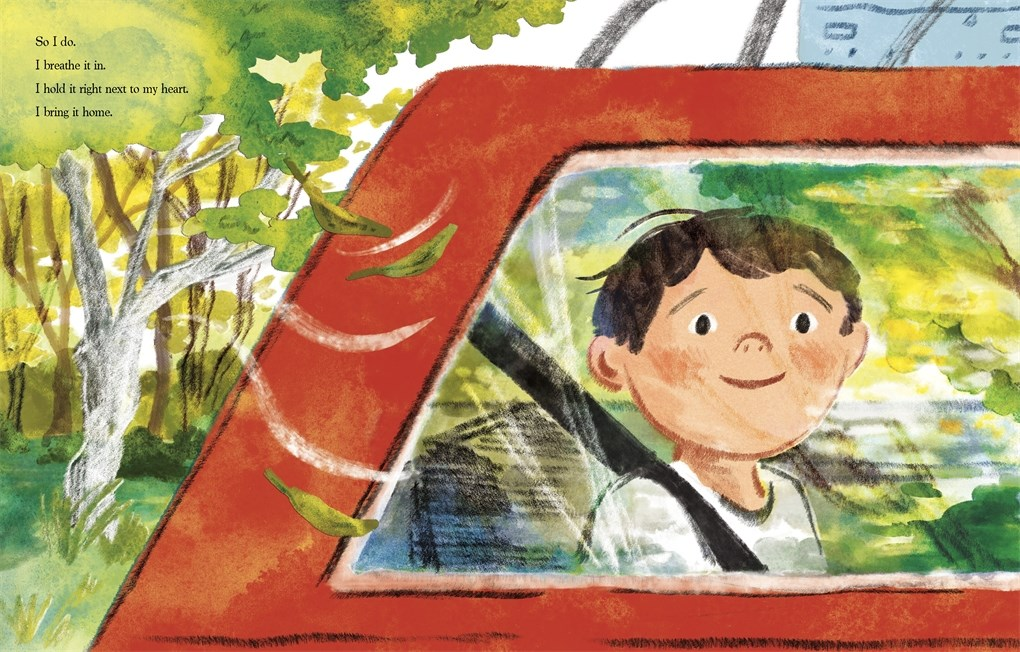 So I do.
I breathe it in.
I hold it right next to my heart.
I bring it home.